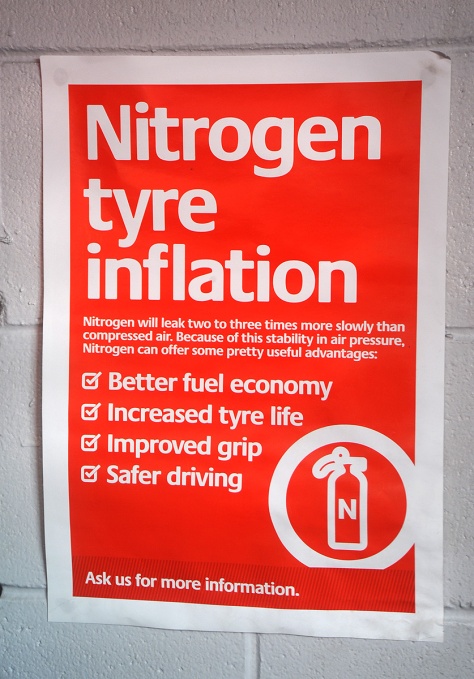 Nitrogen
tyre
inflation
Nitrogen will leak two to three times more slowly than
compressed air. Because of this stability in air pressure,
Nitrogen can offer some pretty useful advantages:
Better fuel economy
Increased tyre life
Improved grip
Safer driving
N
Ask us for more information.